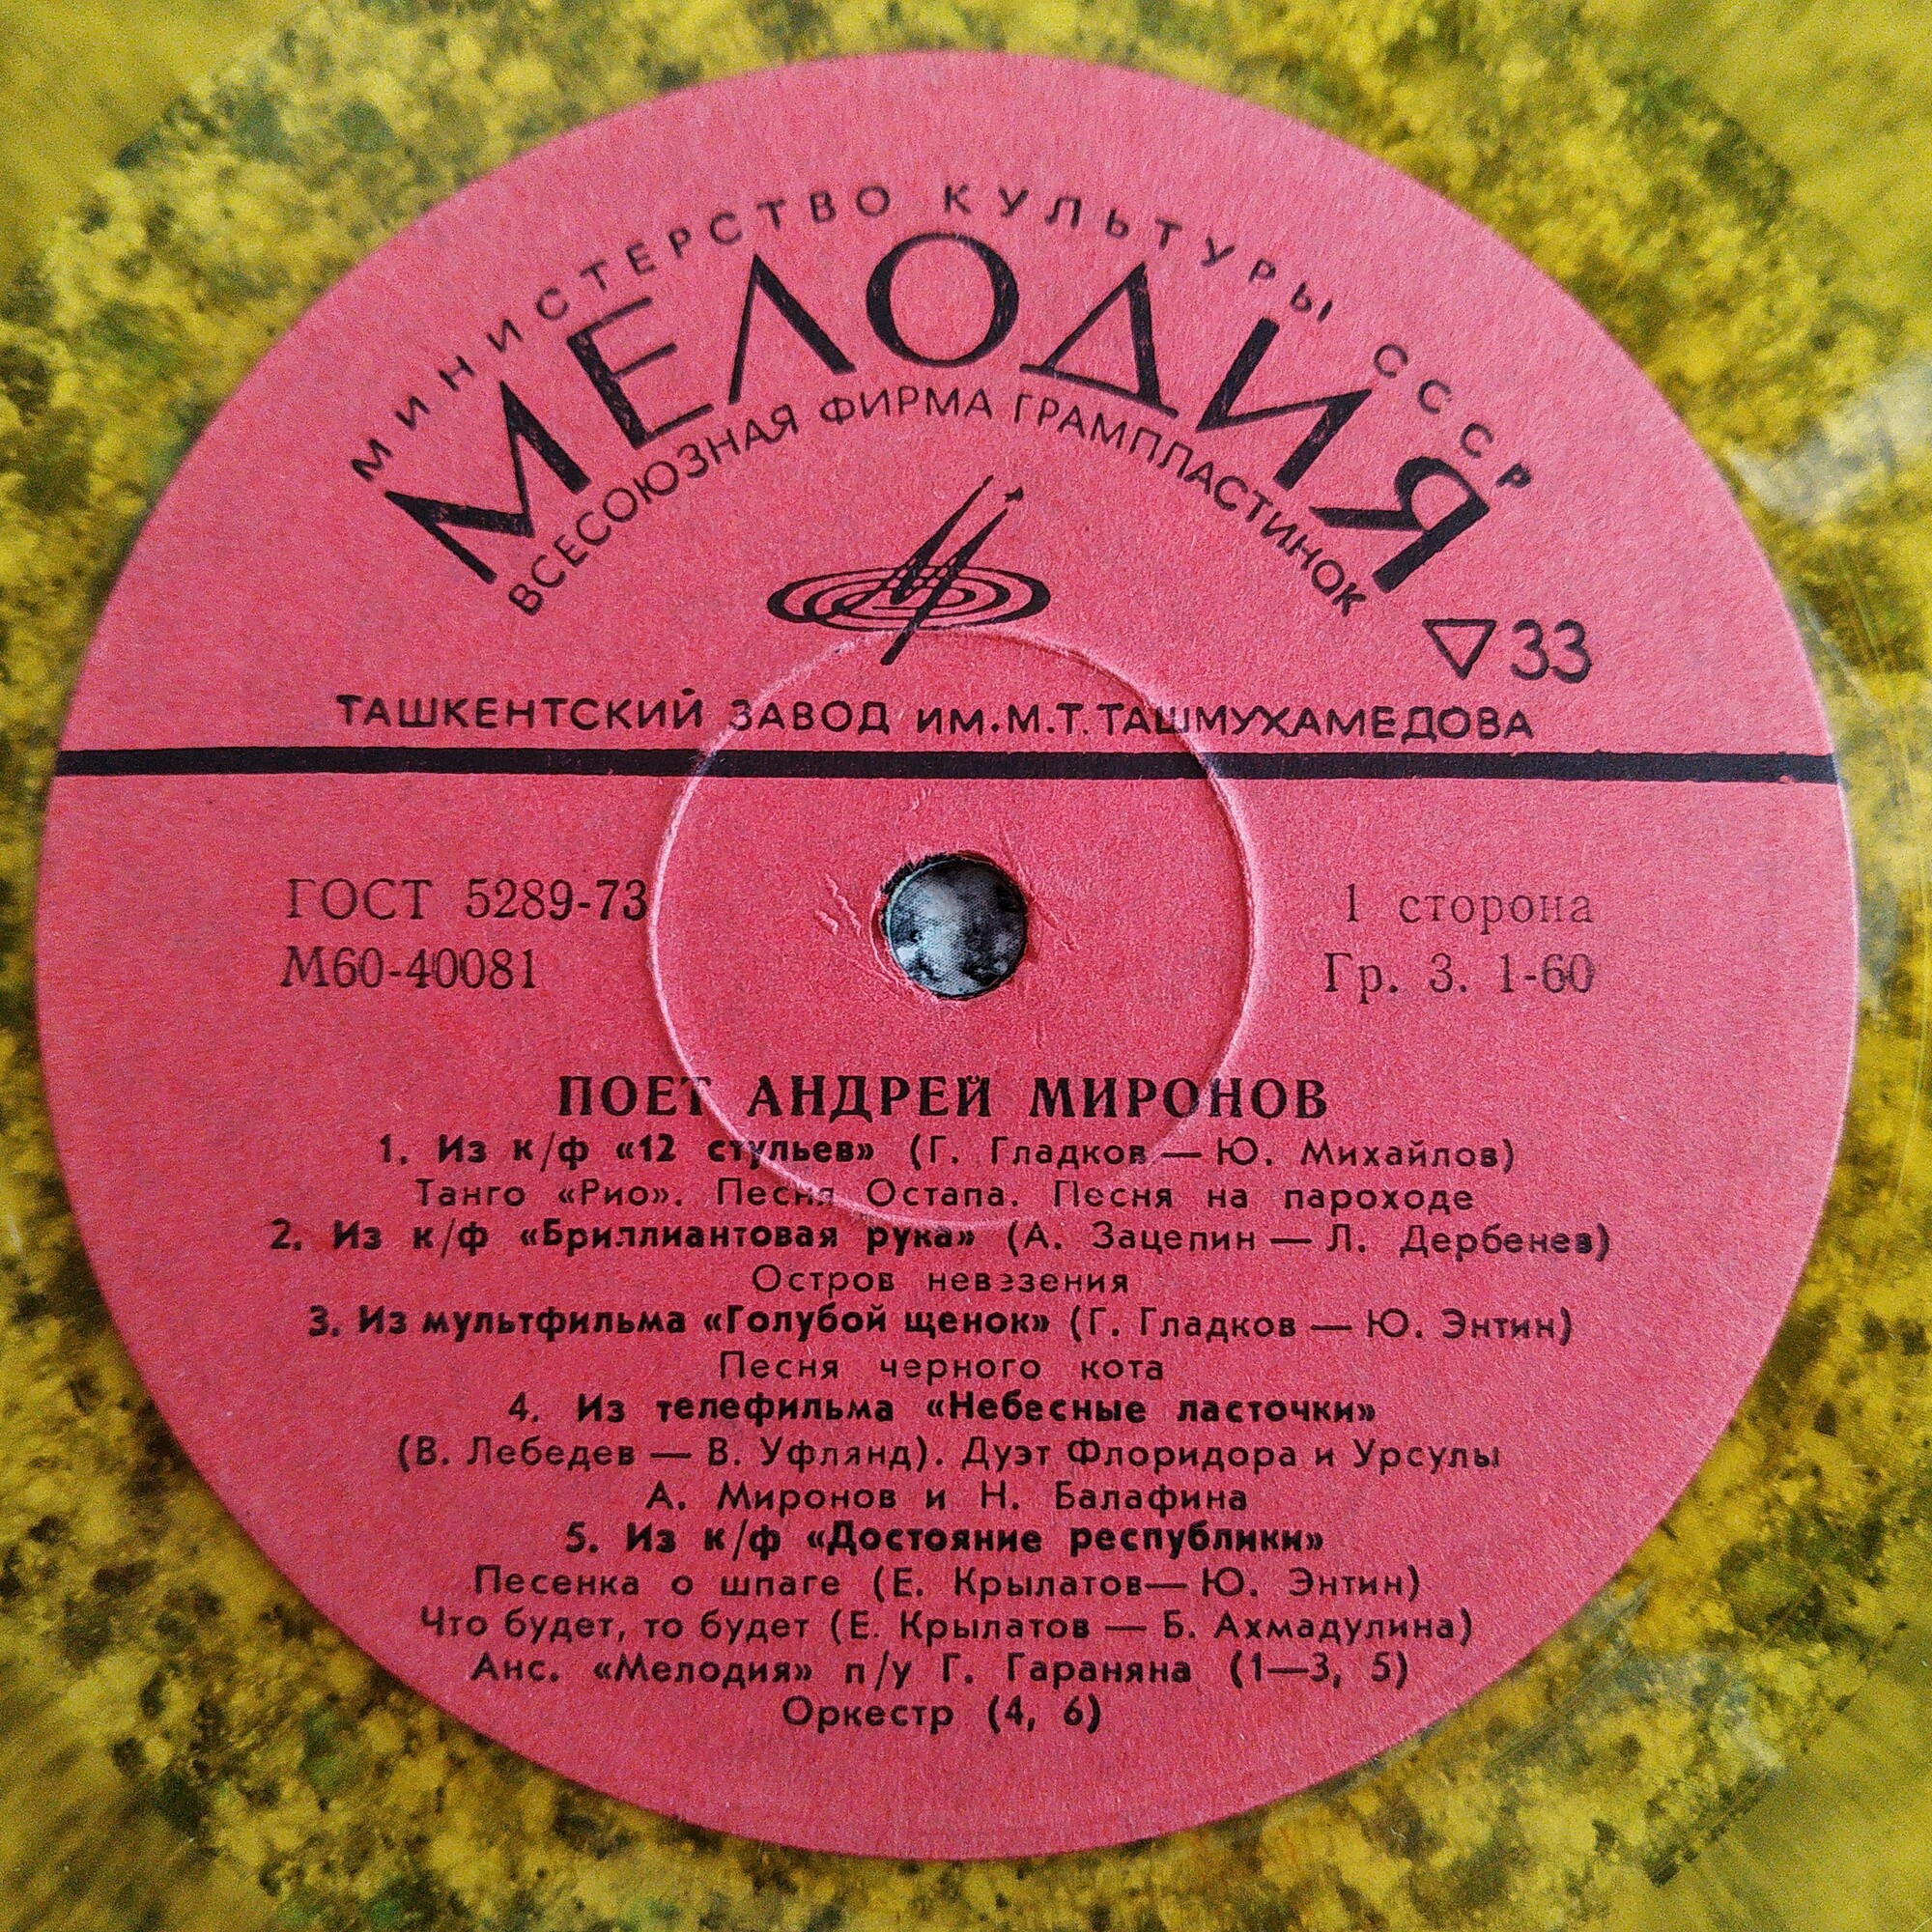 МИНИСТЕРСТВО КУЛЬТУРЫ СССР
МЕЛОДИЯ
ВСЕСОЮЗНАЯ ФИРМА ГРАМПЛАСТИНОК
33
ТАШКЕНТСКИЙ ЗАВОД ИМ.М.Т.ТАШМУХАМЕДОВА
ГОСТ 5289-73
1 сторона
М60-40081
Гр. 3. 1-60
ПОЕТ АНДРЕЙ МИРОНОВ
1. Из к/ф «12 стульев» (Г. Гладков — Ю. Михайлов)
Танго «Рио». Песня Остапа. Песня на пароходе
2. Из к/ф «Бриллиантовая рука» (А. Зацепин — Л. Дербенев)
Остров невезения
3. Из мультфильма «Голубой щенок» (Г. Гладков — Ю. Энтин)
Песня черного кота
4. Из телефильма «Небесные ласточки»
(В. Лебедев — В. Уфлянд). Дуэт Флоридора и Урсулы
А. Миронов и Н. Балафина
5. Из к/ф «Достояние республики»
Песенка о шпаге (Е. Крылатов— Ю. Энтин)
Что будет, то будет (Е. Крылатов — Б. Ахмадулина)
Анс. «Мелодия» п/у Г. Гараняна (1—3, 5)
Оркестр (4, 6)